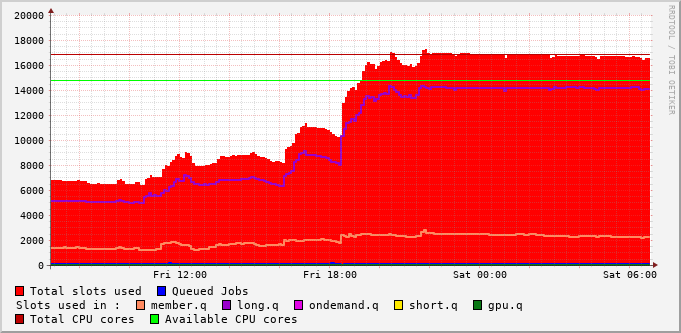 20000
18000
16000
14000
12000
10000
8000
6000
4000
2000
0
Fri 12:00 Fri 18:00 Sat 00:00 Sat 06:00
RRDTOOL / TOBI OETIKER
Total slots used Queued Jobs
Slots used in : member.q long.q ondemand.q short.q gpu.q
Total CPU cores Available CPU cores